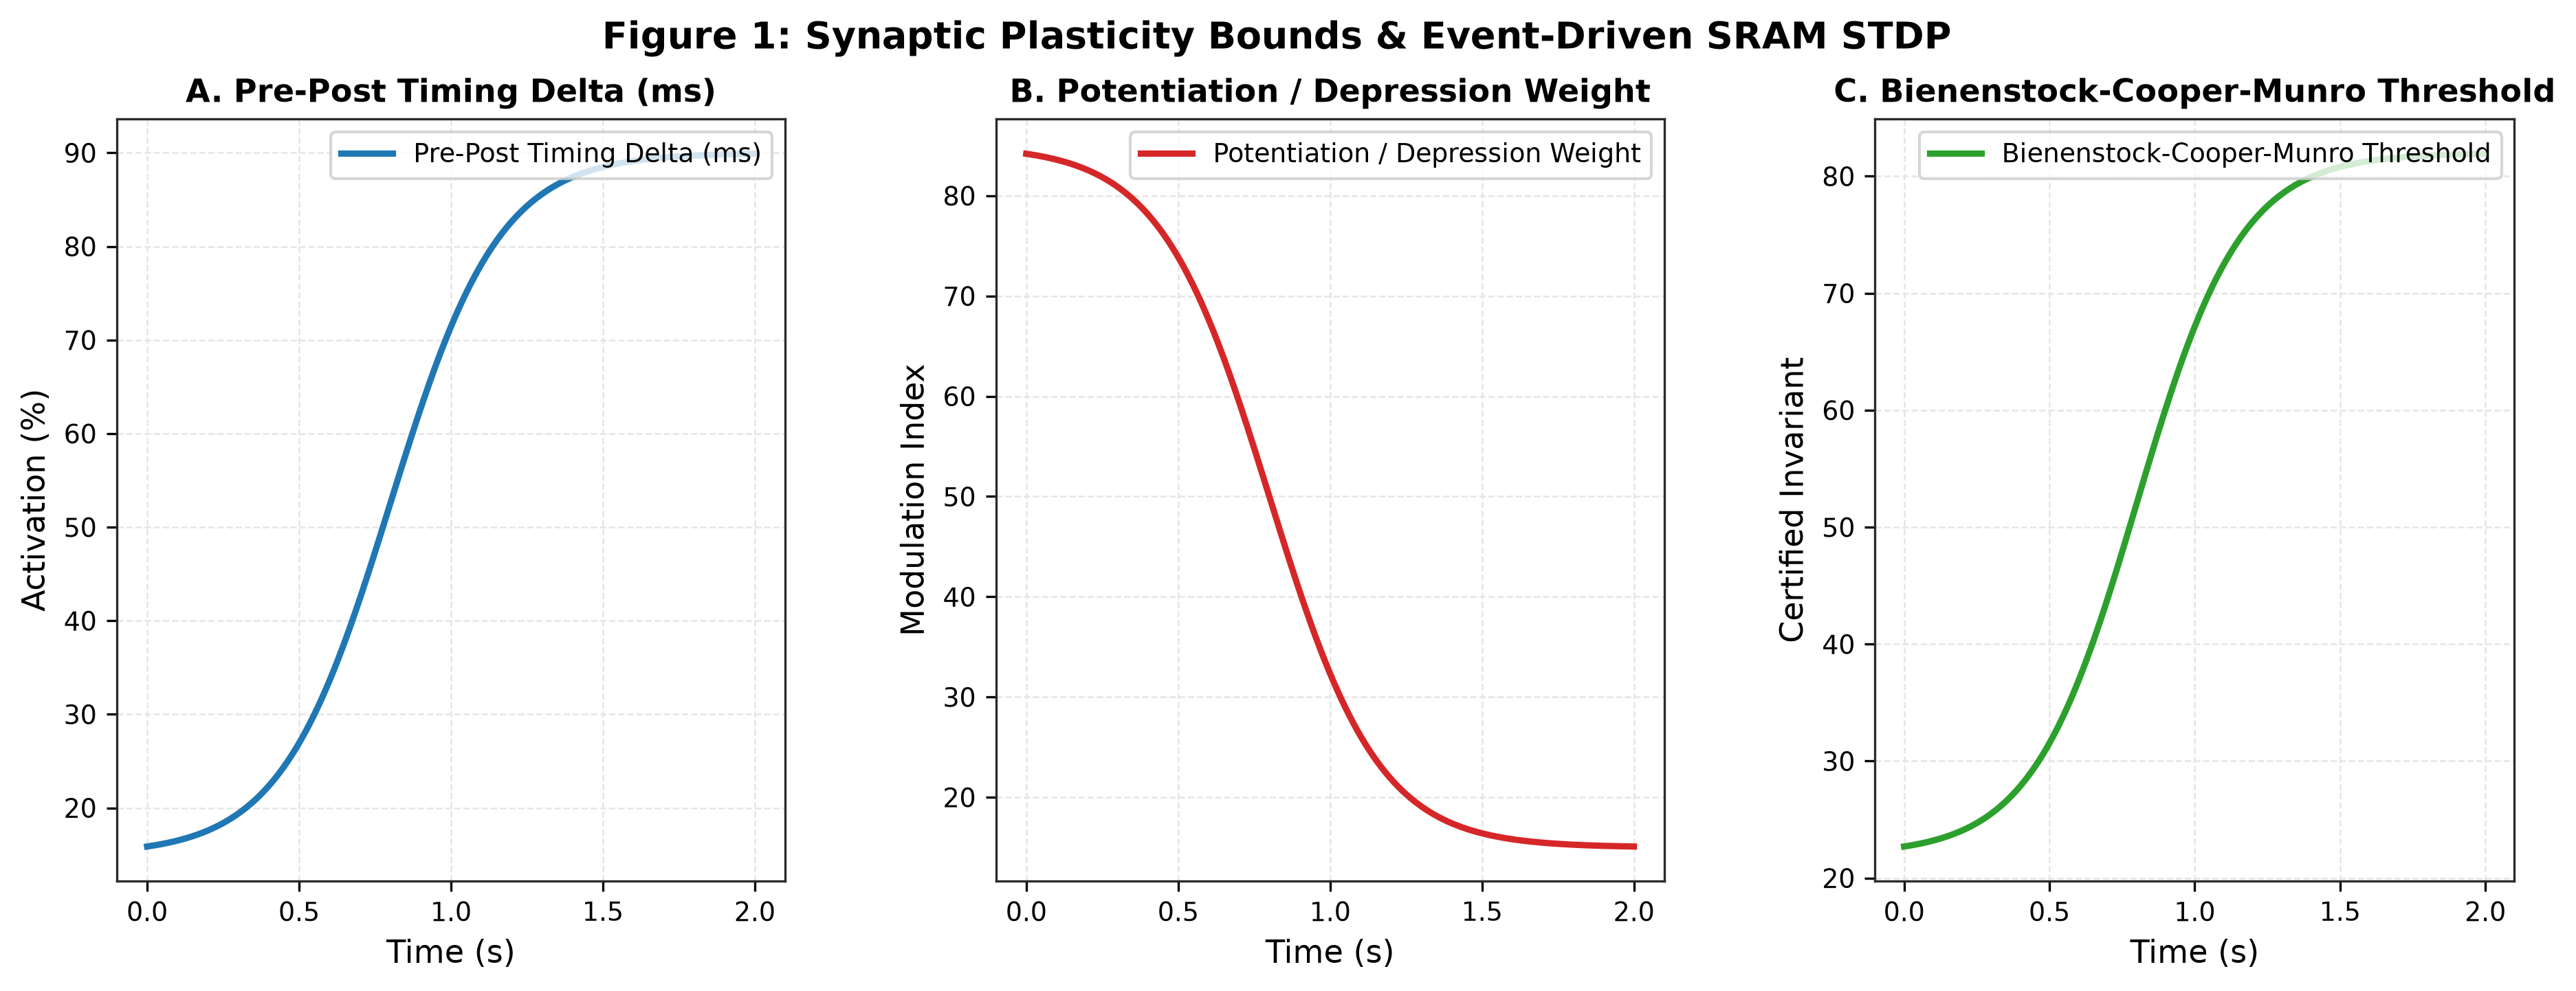 Figure 1: Synaptic Plasticity Bounds & Event-Driven SRAM STDP
A. Pre-Post Timing Delta (ms)
Pre-Post Timing Delta (ms)
Activation (%)
90
80
70
60
50
40
30
20
0.0 0.5 1.0 1.5 2.0
Time (s)
B. Potentiation / Depression Weight
Potentiation / Depression Weight
Modulation Index
80
70
60
50
40
30
20
0.0 0.5 1.0 1.5 2.0
Time (s)
C. Bienenstock-Cooper-Munro Threshold
Bienenstock-Cooper-Munro Threshold
Certified Invariant
80
70
60
50
40
30
20
0.0 0.5 1.0 1.5 2.0
Time (s)